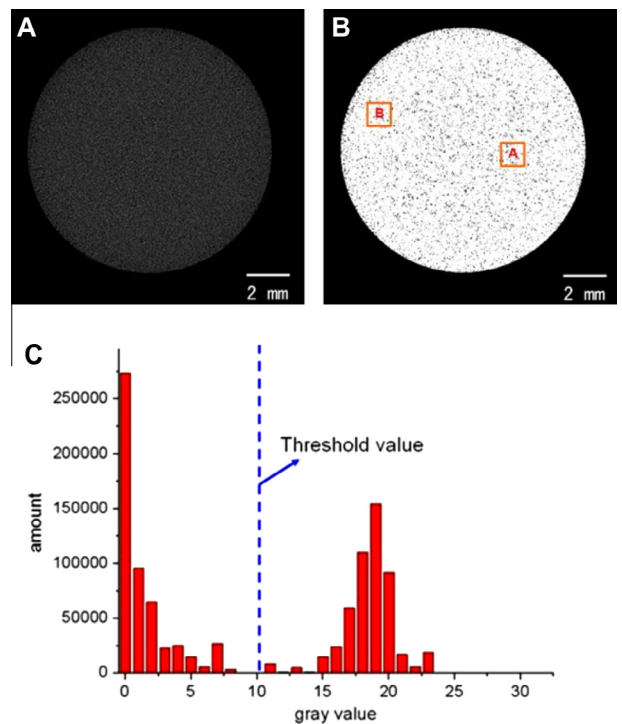 A
B
B
A
2 mm
2 mm
C
250000
200000
150000
100000
50000
0
amount
Threshold value
0 5 10 15 20 25 30
gray value